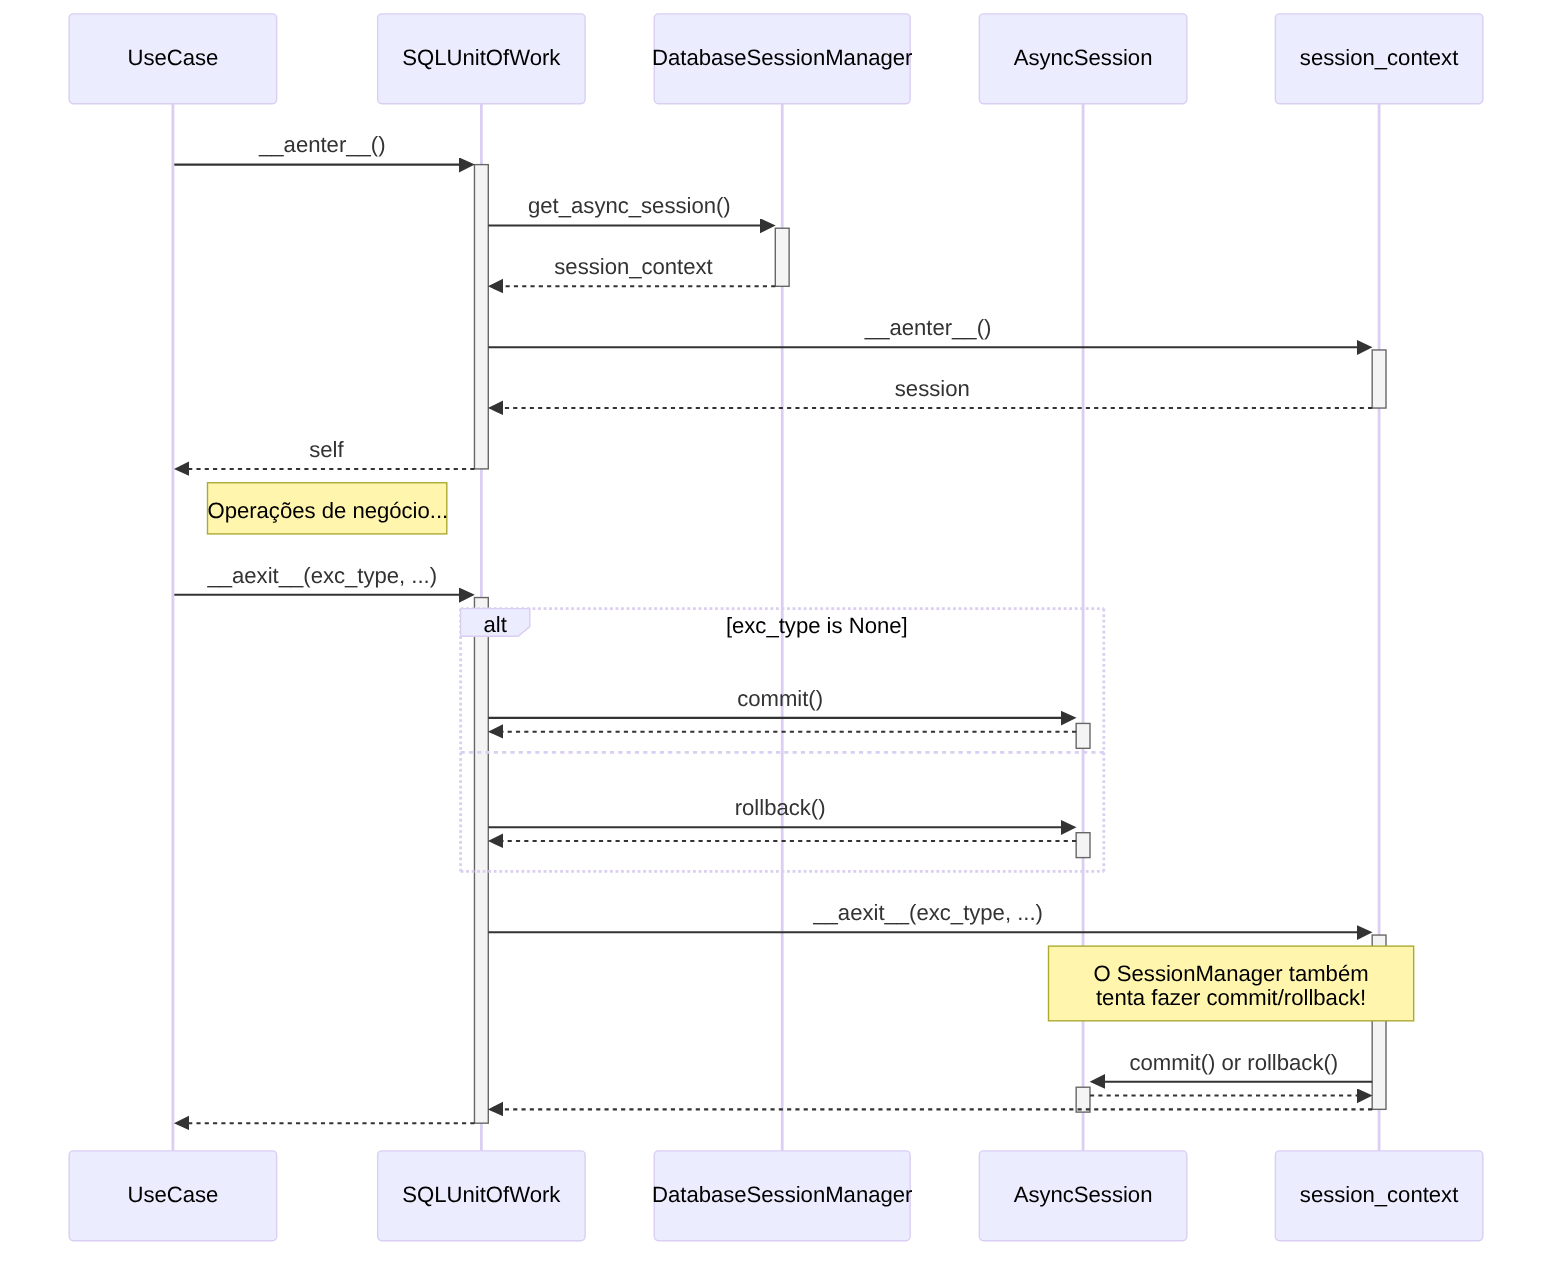 UseCase
SQLUnitOfWork
DatabaseSessionManager
AsyncSession
session_context
__aenter__()
get_async_session()
session_context
__aenter__()
session
self
Operações de negócio...
__aexit__(exc_type, ...)
alt
[exc_type is None]
commit()
rollback()
__aexit__(exc_type, ...)
O SessionManager também
tenta fazer commit/rollback!
commit() or rollback()
UseCase
SQLUnitOfWork
DatabaseSessionManager
AsyncSession
session_context